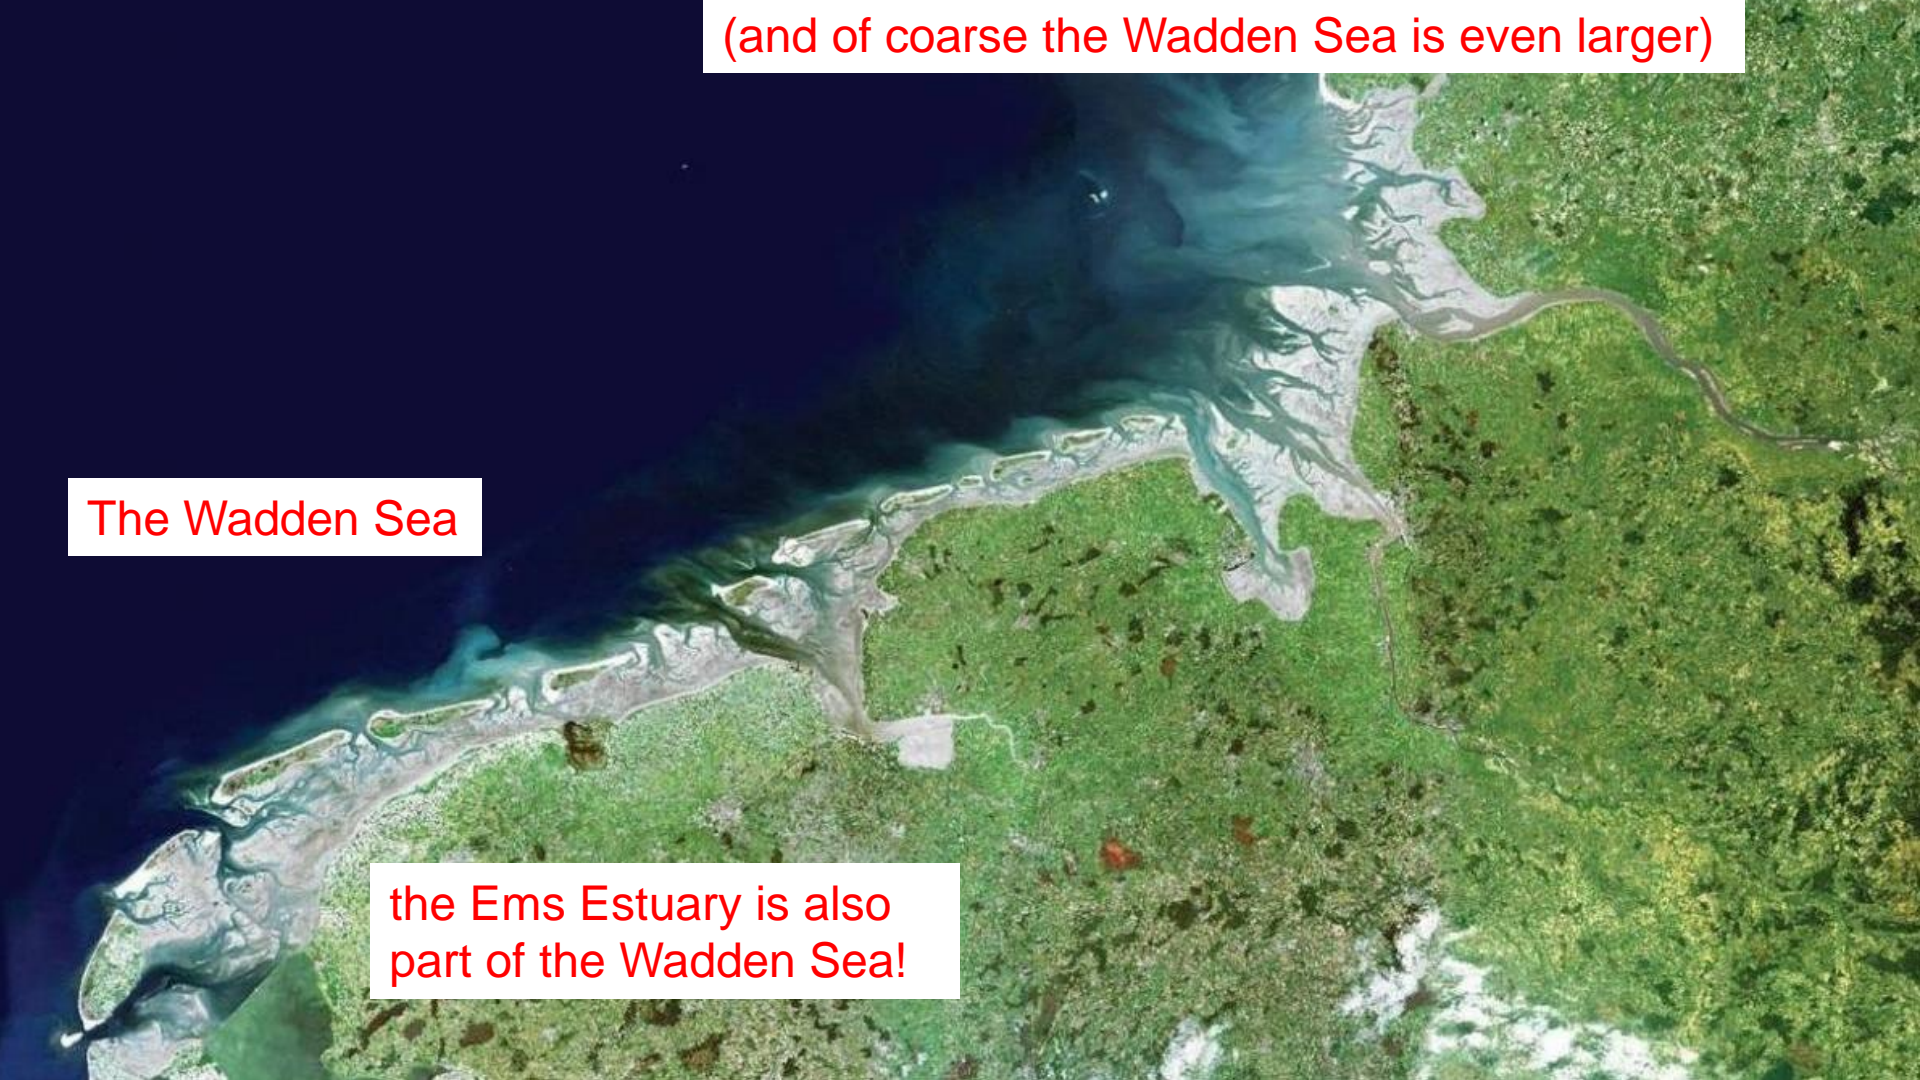 (and of coarse the Wadden Sea is even larger)
The Wadden Sea
the Ems Estuary is also
part of the Wadden Sea!